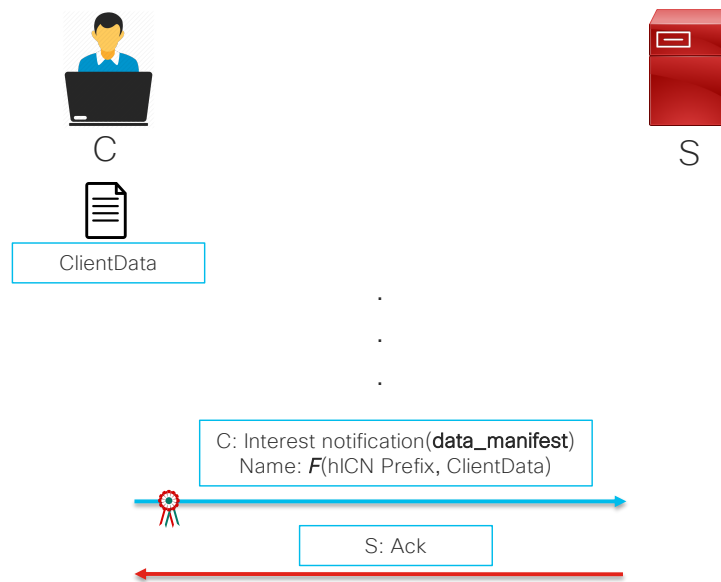 C
S
ClientData
.
.
.
C: Interest notification(data_manifest)
Name: F(hICN Prefix, ClientData)
S: Ack